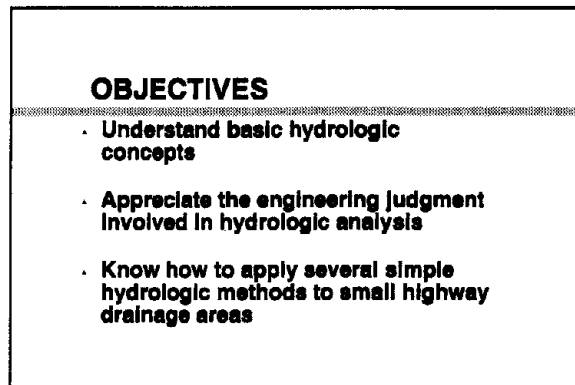 OBJECTIVES
Understand basic hydrologic
concepts
Appreciate the engineering judgment
involved in hydrologic analysis
Know how to apply several simple
hydrologic methods to small highway
drainage areas